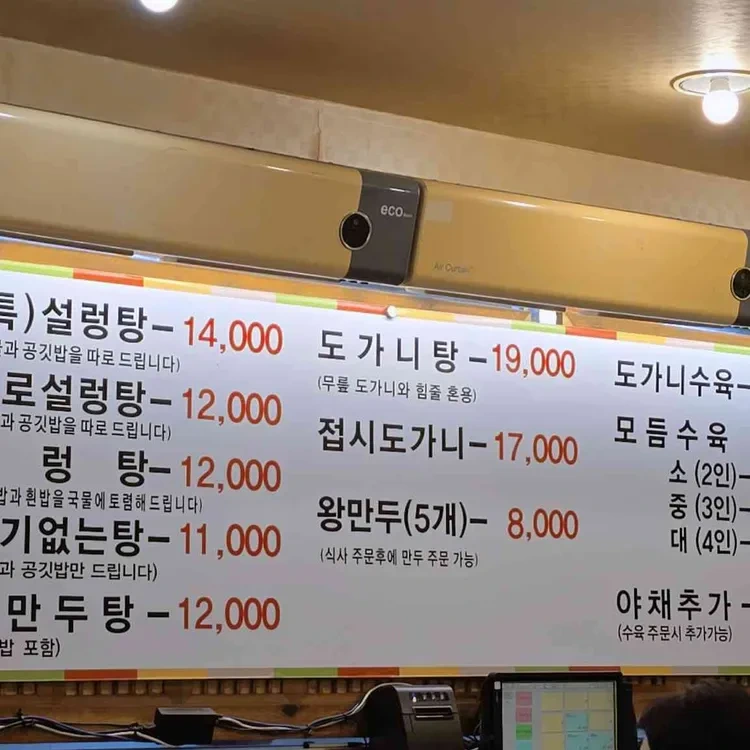 eco
Air Curtain
특)설렁탕–14,000
과 공깃밥을 따로 드립니다)
로설렁탕–12,000
과 공깃밥을 따로 드립니다)
렁 탕–12,000
밥과 흰밥을 국물에 토렴해 드립니다)
기없는탕–11,000
과 공깃밥만 드립니다)
만두탕–12,000
밥 포함)
도가니탕–19,000
(무릎 도가니와 힘줄 혼용)
접시도가니–17,000
왕만두(5개)– 8,000
(식사 주문후에 만두 주문 가능)
도가니수육–
모듬수육
소 (2인)–
중 (3인)–
대 (4인)–
야채추가–
(수육 주문시 추가가능)